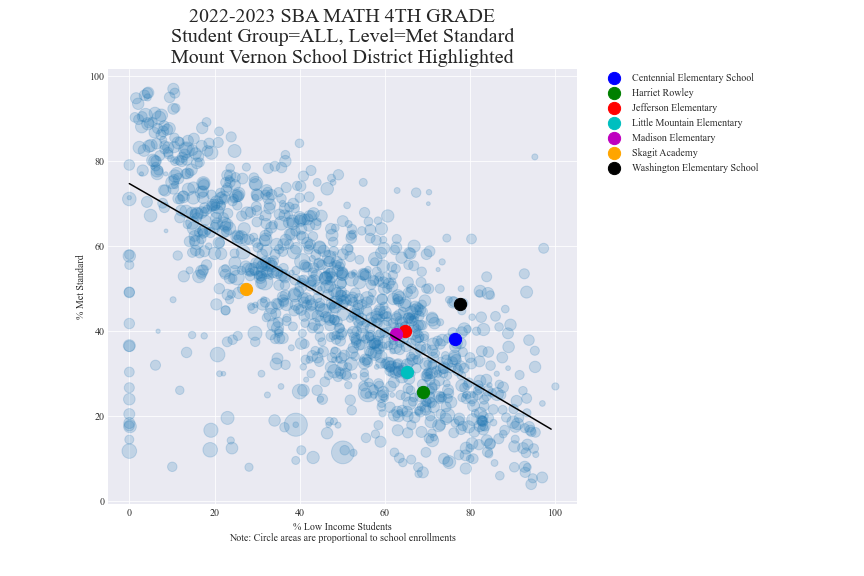 2022-2023 SBA MATH 4TH GRADE
Student Group=ALL, Level=Met Standard
Mount Vernon School District Highlighted
% Met Standard
100
80
60
40
20
0
0 20 40 60 80 100
% Low Income Students
Note: Circle areas are proportional to school enrollments
Centennial Elementary School
Harriet Rowley
Jefferson Elementary
Little Mountain Elementary
Madison Elementary
Skagit Academy
Washington Elementary School